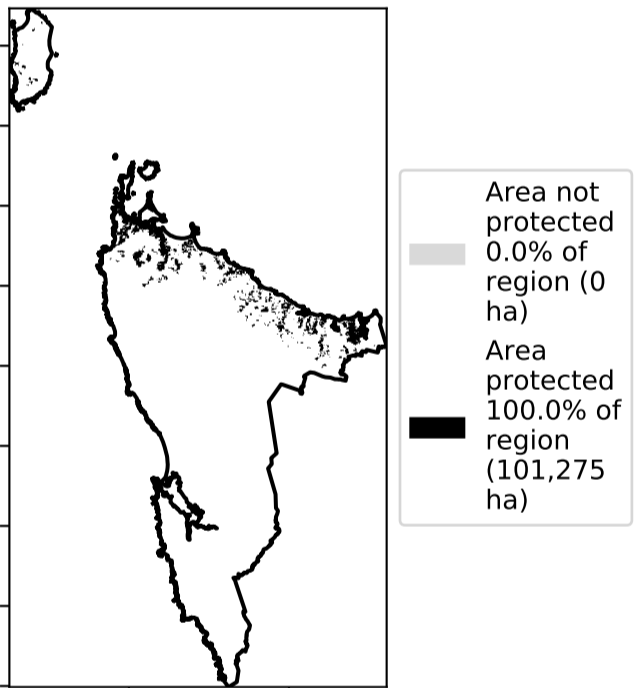 Area not
protected
0.0% of
region (0
ha)
Area
protected
100.0% of
region
(101,275
ha)